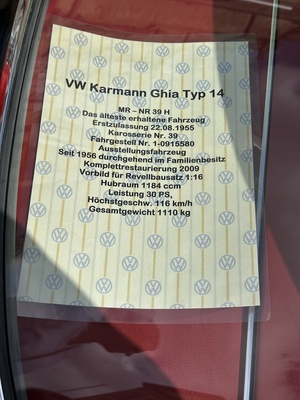 VW Karmann Ghia Typ 14
MR – NR 39 H
Das älteste erhaltene Fahrzeug
Erstzulassung 22.08.1955
Karosserie Nr. 39
Fahrgestell Nr. 1-0915580
Ausstellungsfahrzeug
Seit 1956 durchgehend im Familienbesitz
Komplettrestaurierung 2009
Vorbild für Revellbausatz 1:16
Hubraum 1184 ccm
Leistung 30 PS,
Höchstgeschw. 116 km/h
Gesamtgewicht 1110 kg